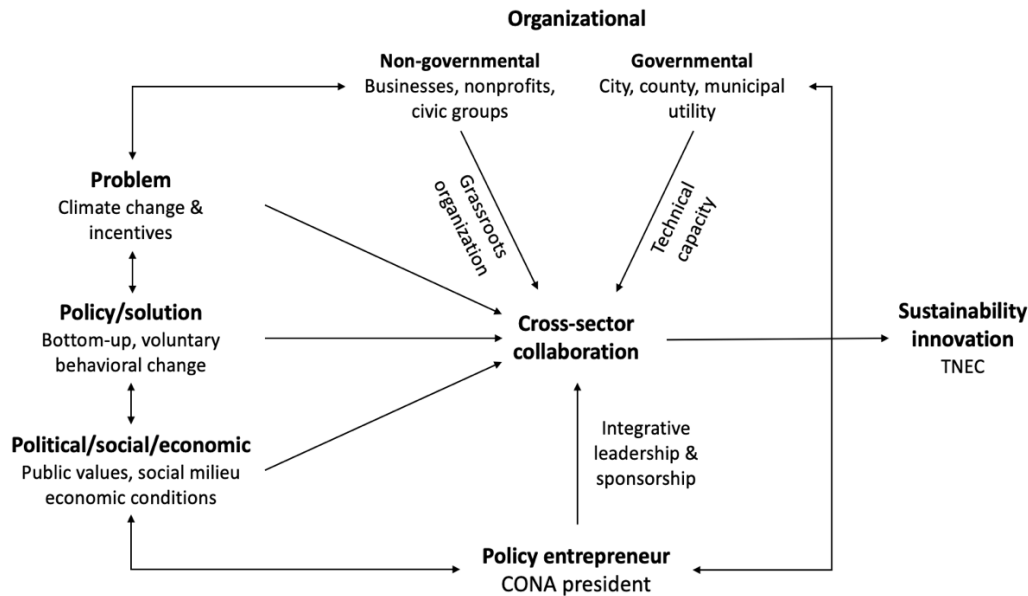 Organizational
Non-governmental
Businesses, nonprofits,
civic groups
Governmental
City, county, municipal
utility
Problem
Climate change &
incentives
Grassroots
organization
Technical
capacity
Policy/solution
Bottom-up, voluntary
behavioral change
Cross-sector
collaboration
Sustainability
innovation
TNEC
Political/social/economic
Public values, social milieu
economic conditions
Integrative
leadership &
sponsorship
Policy entrepreneur
CONA president